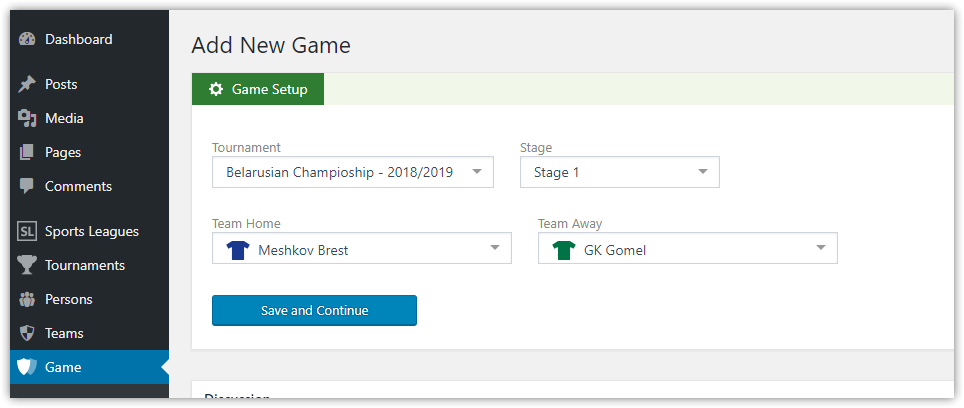 Dashboard
Posts
Media
Pages
Comments
SL Sports Leagues
Tournaments
Persons
Teams
Game
Add New Game
Game Setup
Tournament
Stage
Belarusian Champioship - 2018/2019
Stage 1
Team Home
Team Away
Meshkov Brest
GK Gomel
Save and Continue
Discussion